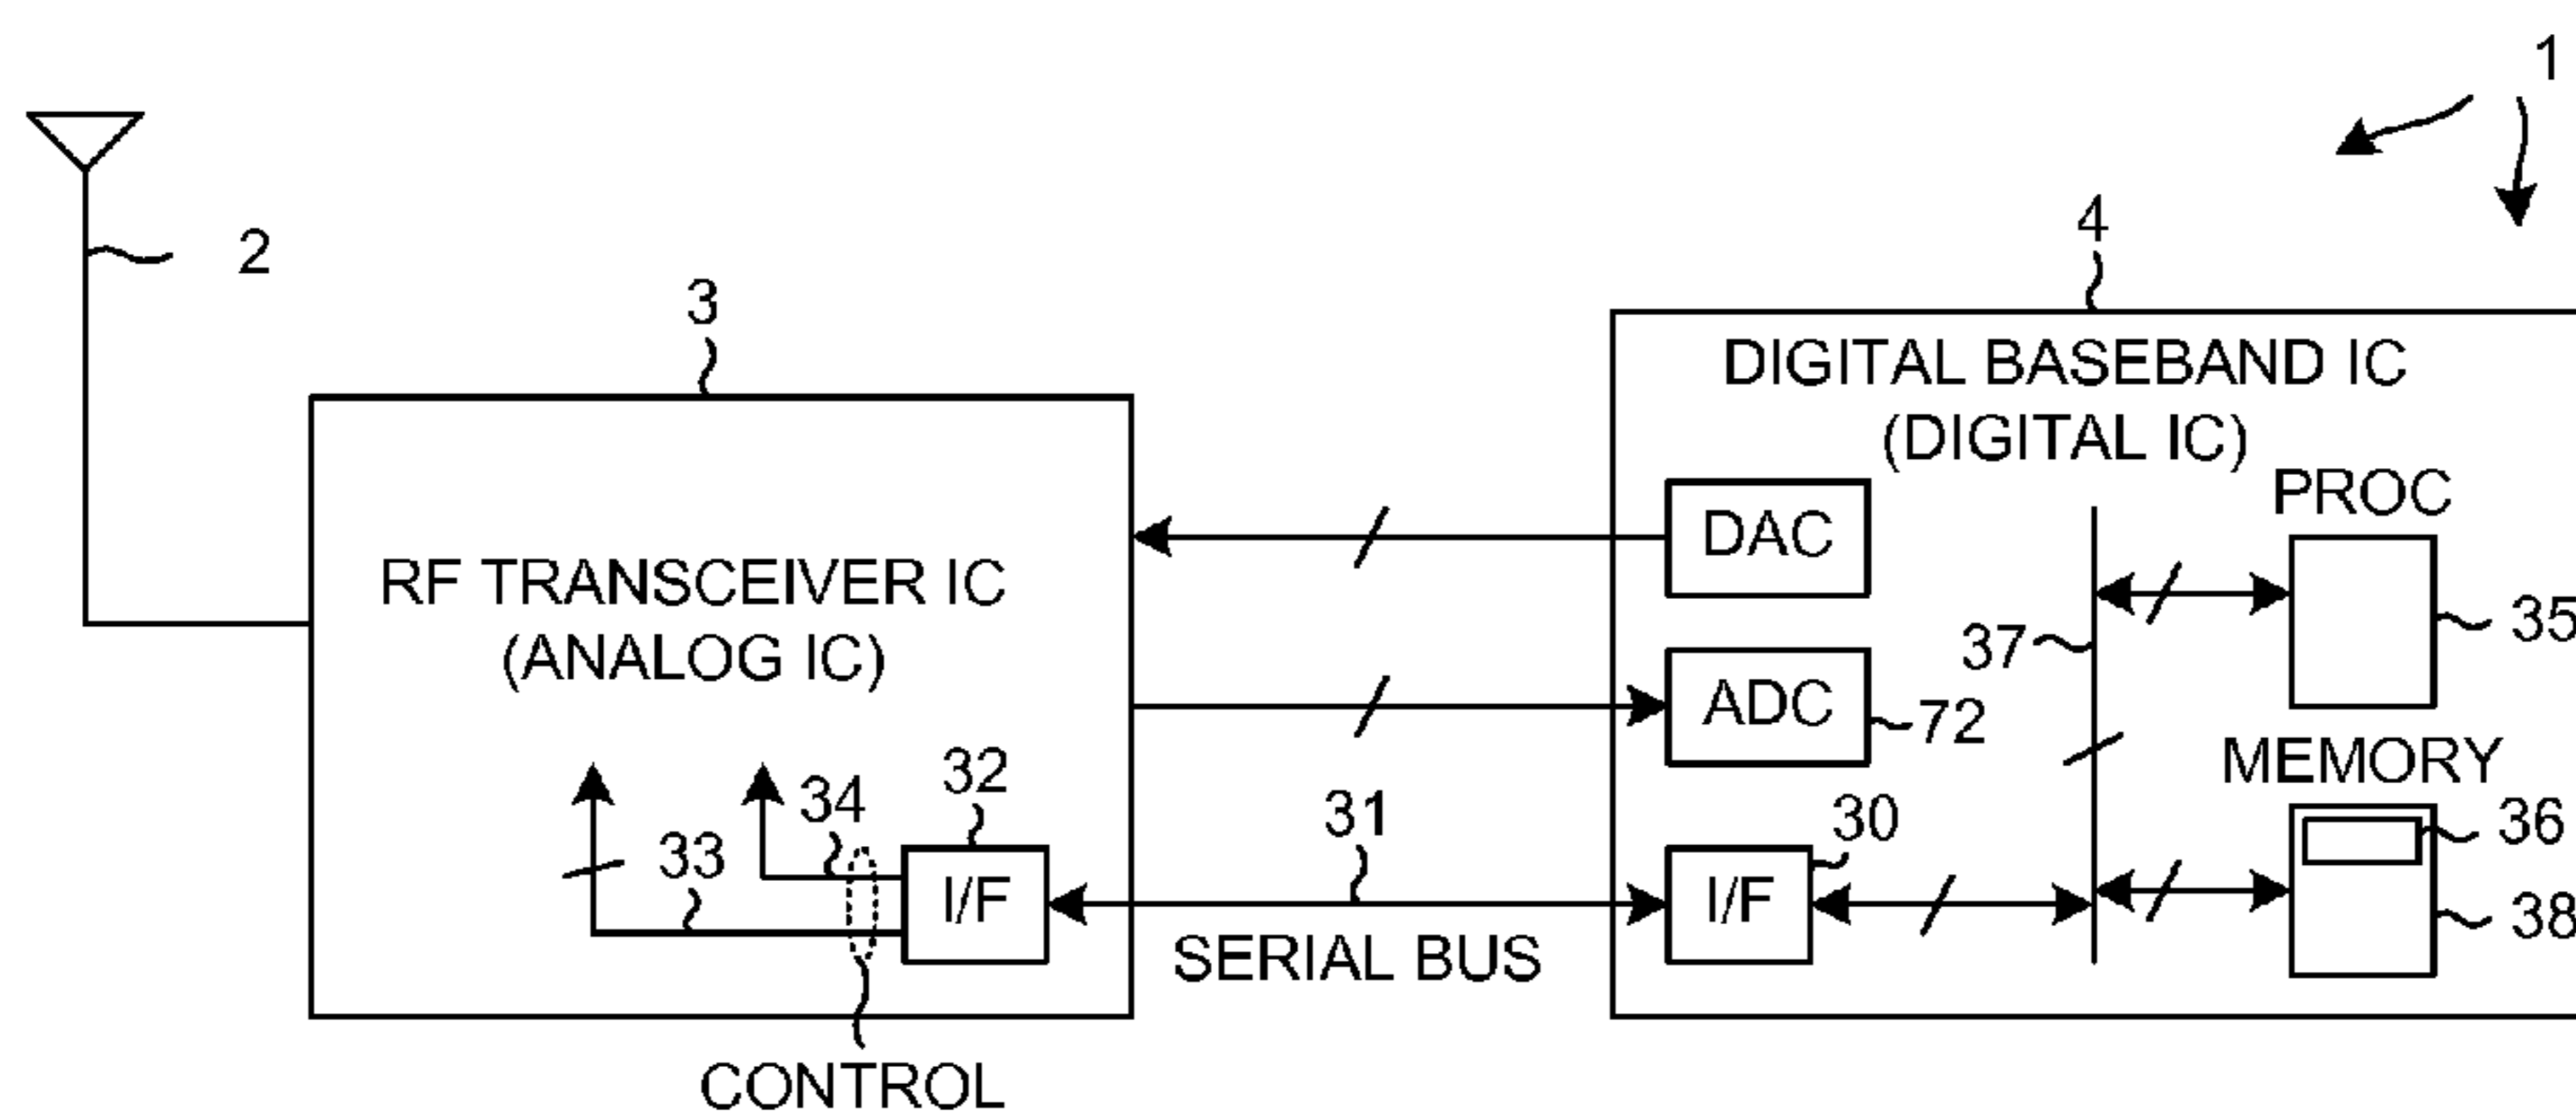 1
2
3
4
DIGITAL BASEBAND IC
(DIGITAL IC)
RF TRANSCEIVER IC
(ANALOG IC)
DAC
PROC
35
37
ADC
72
MEMORY
36
38
32
34
33
I/F
31
SERIAL BUS
30
I/F
CONTROL